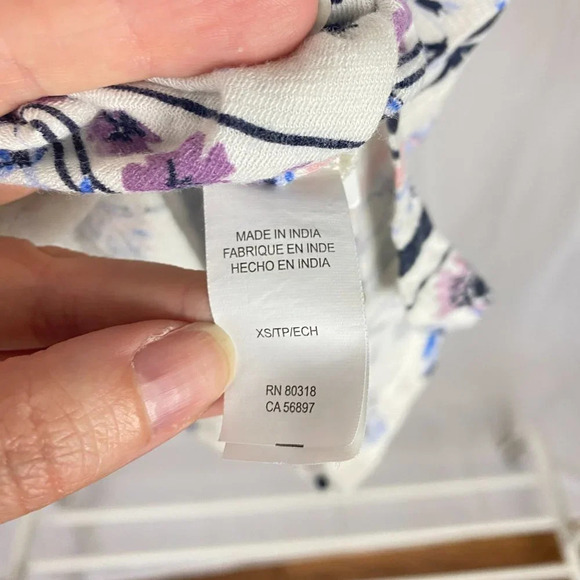 MADE IN INDIA
FABRIQUE EN INDE
HECHO EN INDIA
XS/TP/ECH
RN 80318
CA 56897